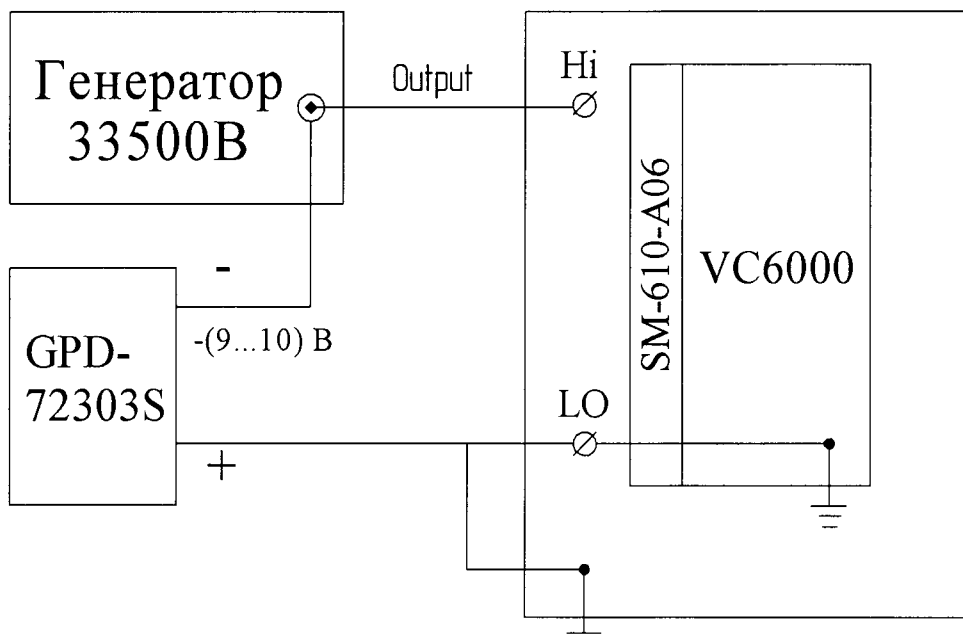 Генератор
33500B
Output
Hi
SM-610-A06
VC6000
-
-(9...10) В
GPD-
72303S
LO
+